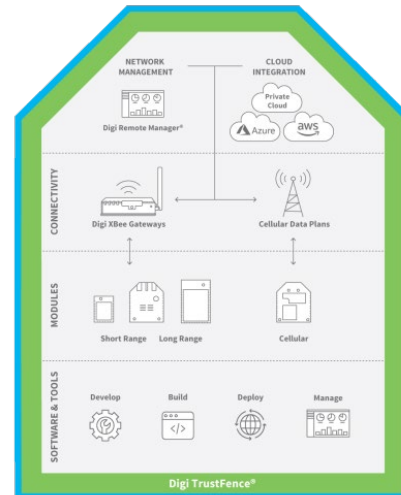 NETWORK
MANAGEMENT
CLOUD
INTEGRATION
Digi Remote Manager®
Private
Cloud
Azure
aws
CONNECTIVITY
Digi XBee Gateways
Cellular Data Plans
MODULES
Short Range
Long Range
Cellular
SOFTWARE & TOOLS
Develop
Build
Deploy
Manage
</>
Digi TrustFence®